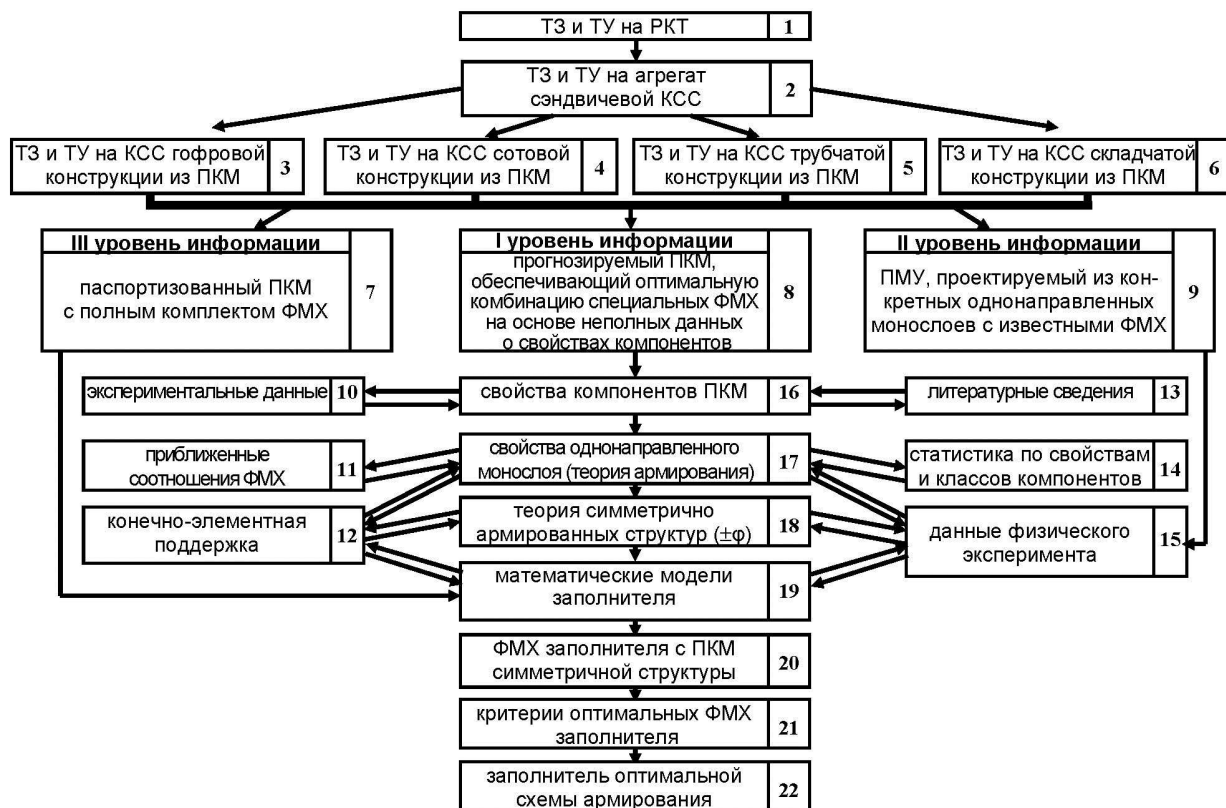 ТЗ и ТУ на РКТ 1
ТЗ и ТУ на агрегат
сэндвичевой КСС
2
ТЗ и ТУ на КСС гофровой
конструкции из ПКМ
3
ТЗ и ТУ на КСС сотовой
конструкции из ПКМ
4
ТЗ и ТУ на КСС трубчатой
конструкции из ПКМ
5
ТЗ и ТУ на КСС складчатой
конструкции из ПКМ
6
III уровень информации
паспортизованный ПКМ
с полным комплектом ФМХ
7
I уровень информации
прогнозируемый ПКМ,
обеспечивающий оптимальную
комбинацию специальных ФМХ
на основе неполных данных
о свойствах компонентов
8
II уровень информации
ПМУ, проектируемый из кон-
кретных однонаправленных
монослоев с известными ФМХ
9
экспериментальные данные 10
свойства компонентов ПКМ 16
литературные сведения 13
приближенные
соотношения ФМХ
11
свойства однонаправленного
монослоя (теория армирования)
17
статистика по свойствам
и классов компонентов
14
конечно-элементная
поддержка
12
теория симметрично
армированных структур (±φ)
18
данные физического
эксперимента
15
математические модели
заполнителя
19
ФМХ заполнителя с ПКМ
симметричной структуры
20
критерии оптимальных ФМХ
заполнителя
21
заполнитель оптимальной
схемы армирования
22